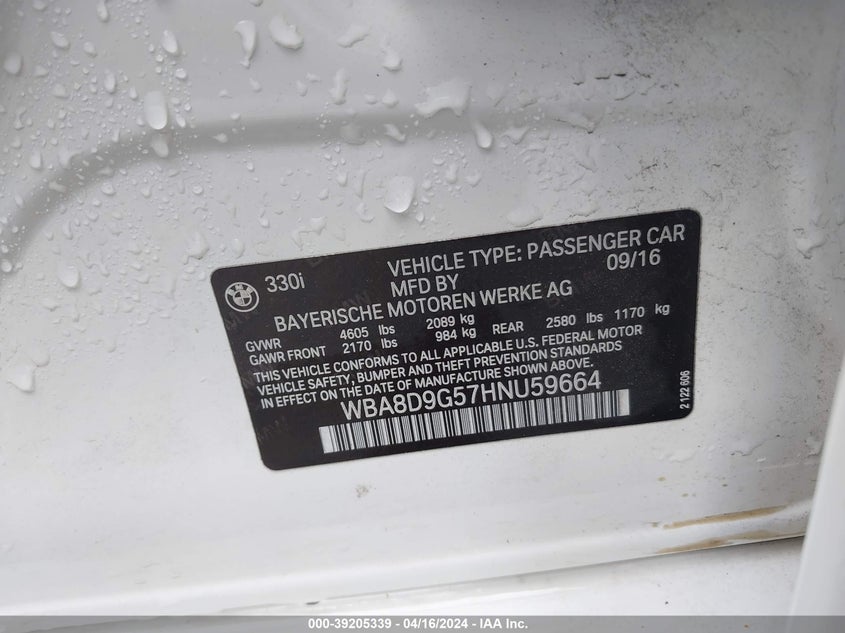 330i
VEHICLE TYPE: PASSENGER CAR
MFD BY 09/16
BAYERISCHE MOTOREN WERKE AG
GVWR 4605 lbs 2089 kg
GAWR FRONT 2170 lbs 984 kg REAR 2580 lbs 1170 kg
THIS VEHICLE CONFORMS TO ALL APPLICABLE U.S. FEDERAL MOTOR
VEHICLE SAFETY, BUMPER AND THEFT PREVENTION STANDARDS
IN EFFECT ON THE DATE OF MANUFACTURE SHOWN ABOVE.
WBA8D9G57HNU59664
2 122 606
000-39205339 - 04/16/2024 - IAA Inc.